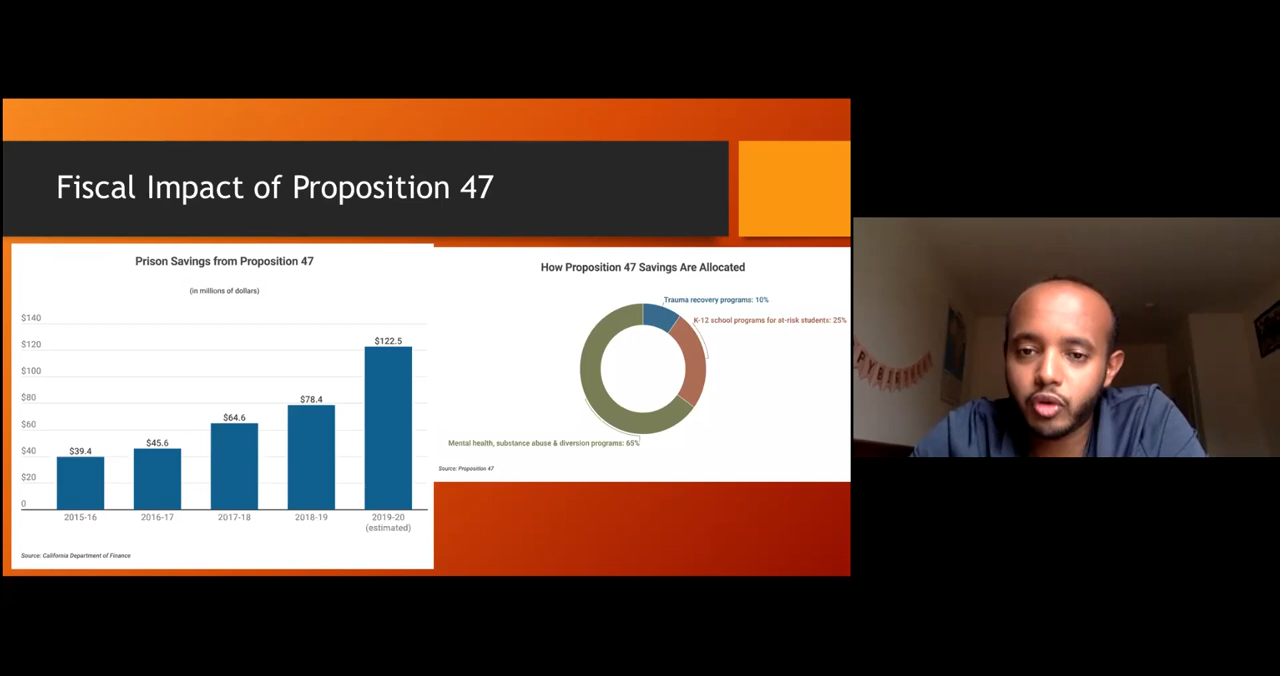 Fiscal Impact of Proposition 47
Prison Savings from Proposition 47
(in millions of dollars)
$140
$120
$100
$80
$60
$40
$20
0
$39.4
$45.6
$64.6
$78.4
$122.5
2015-16
2016-17
2017-18
2018-19
2019-20
(estimated)
Source: California Department of Finance
How Proposition 47 Savings Are Allocated
Trauma recovery programs: 10%
K-12 school programs for at-risk students: 25%
Mental health, substance abuse & diversion programs: 65%
Source: Proposition 47
PYBI